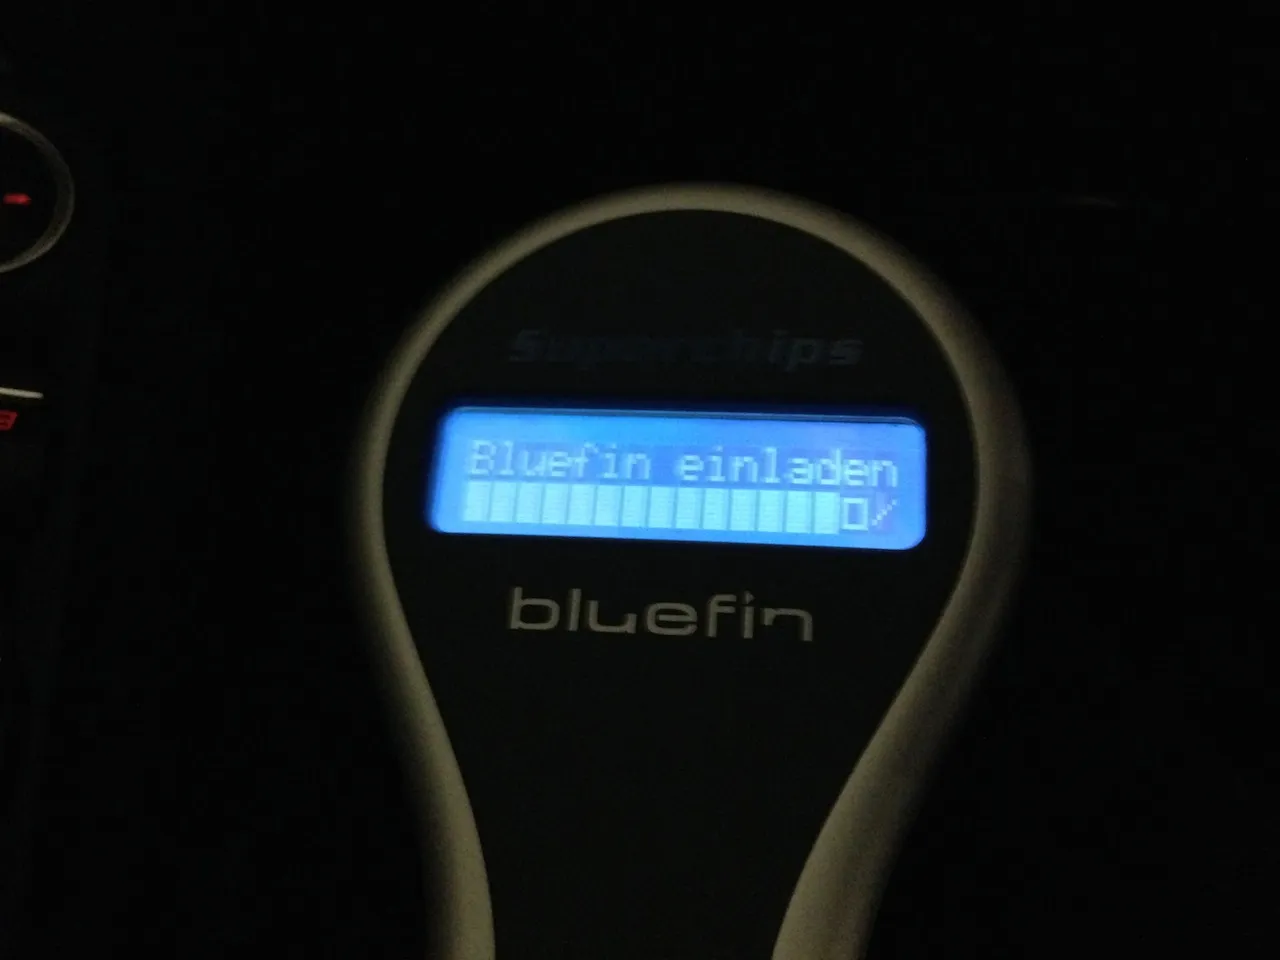 Superchips
Bluefin einladen
bluefin